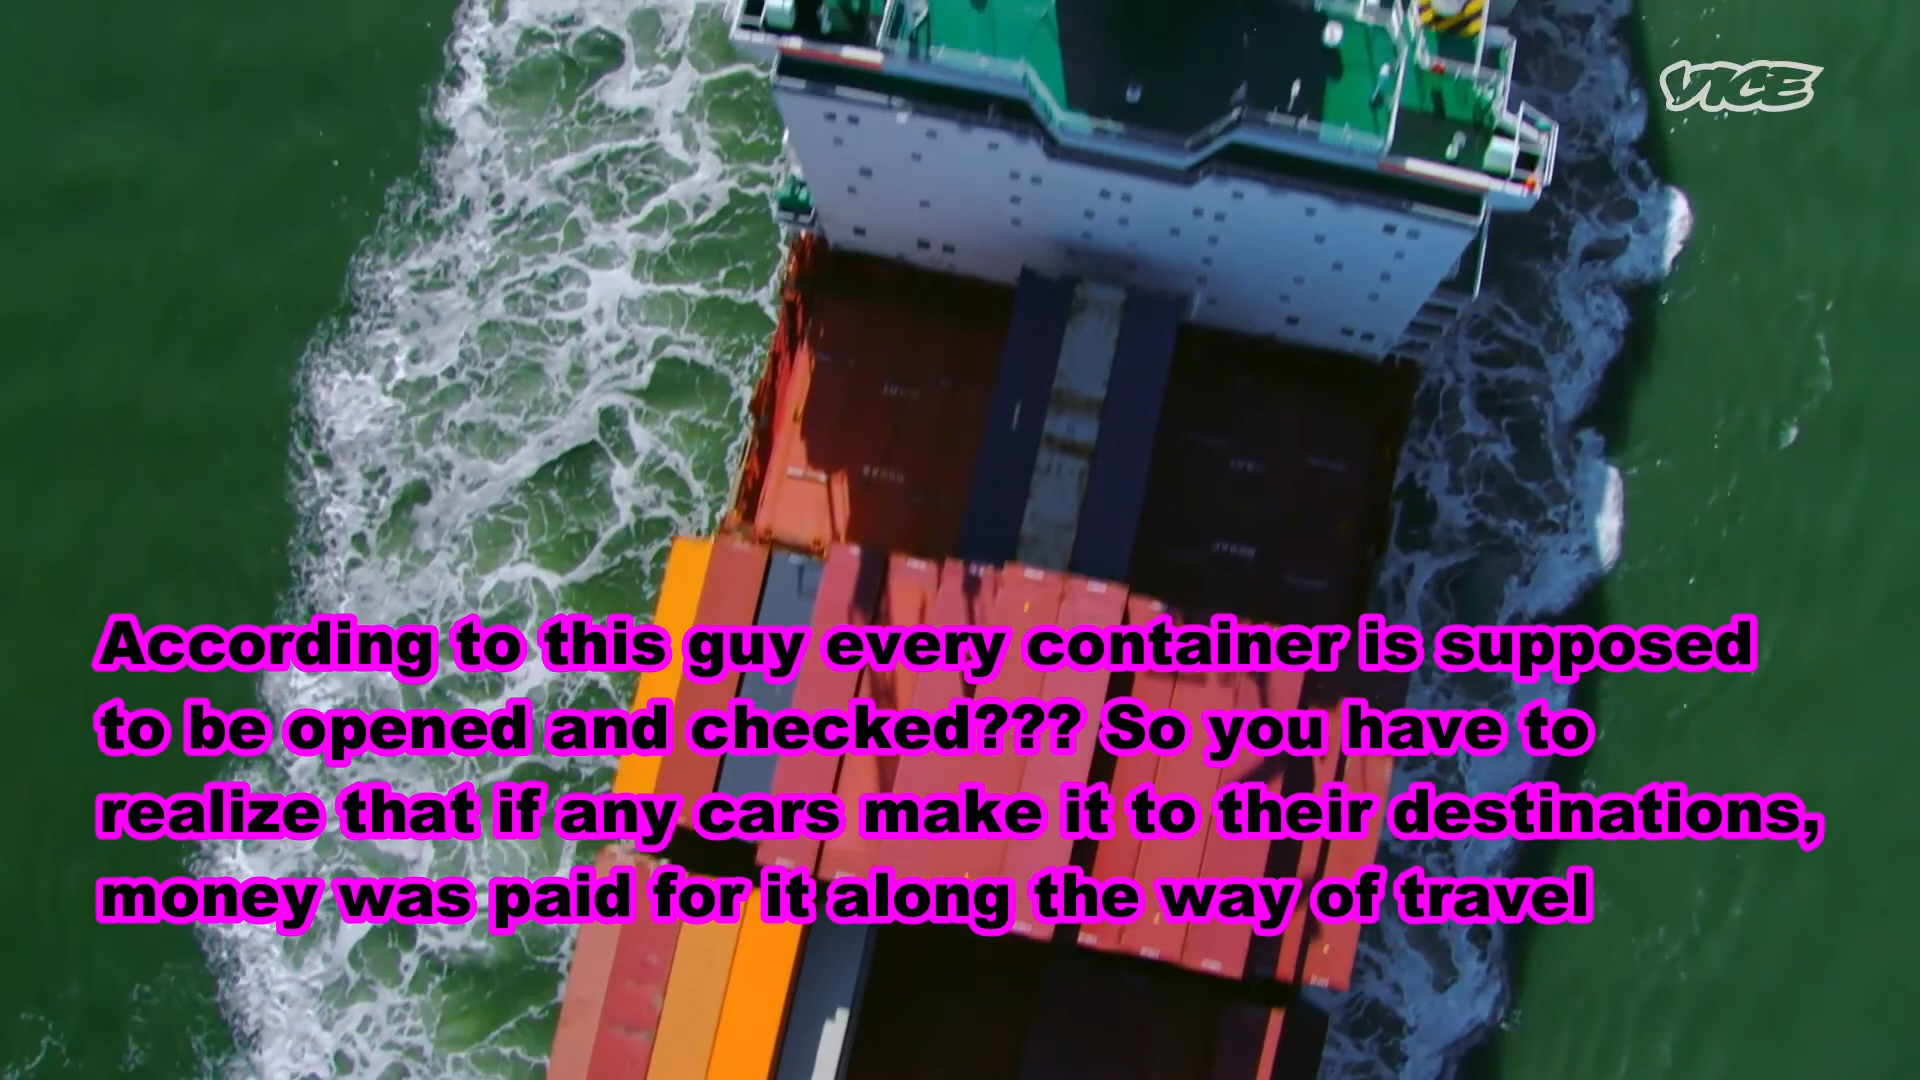 VICE
According to this guy every container is supposed
to be opened and checked??? So you have to
realize that if any cars make it to their destinations,
money was paid for it along the way of travel